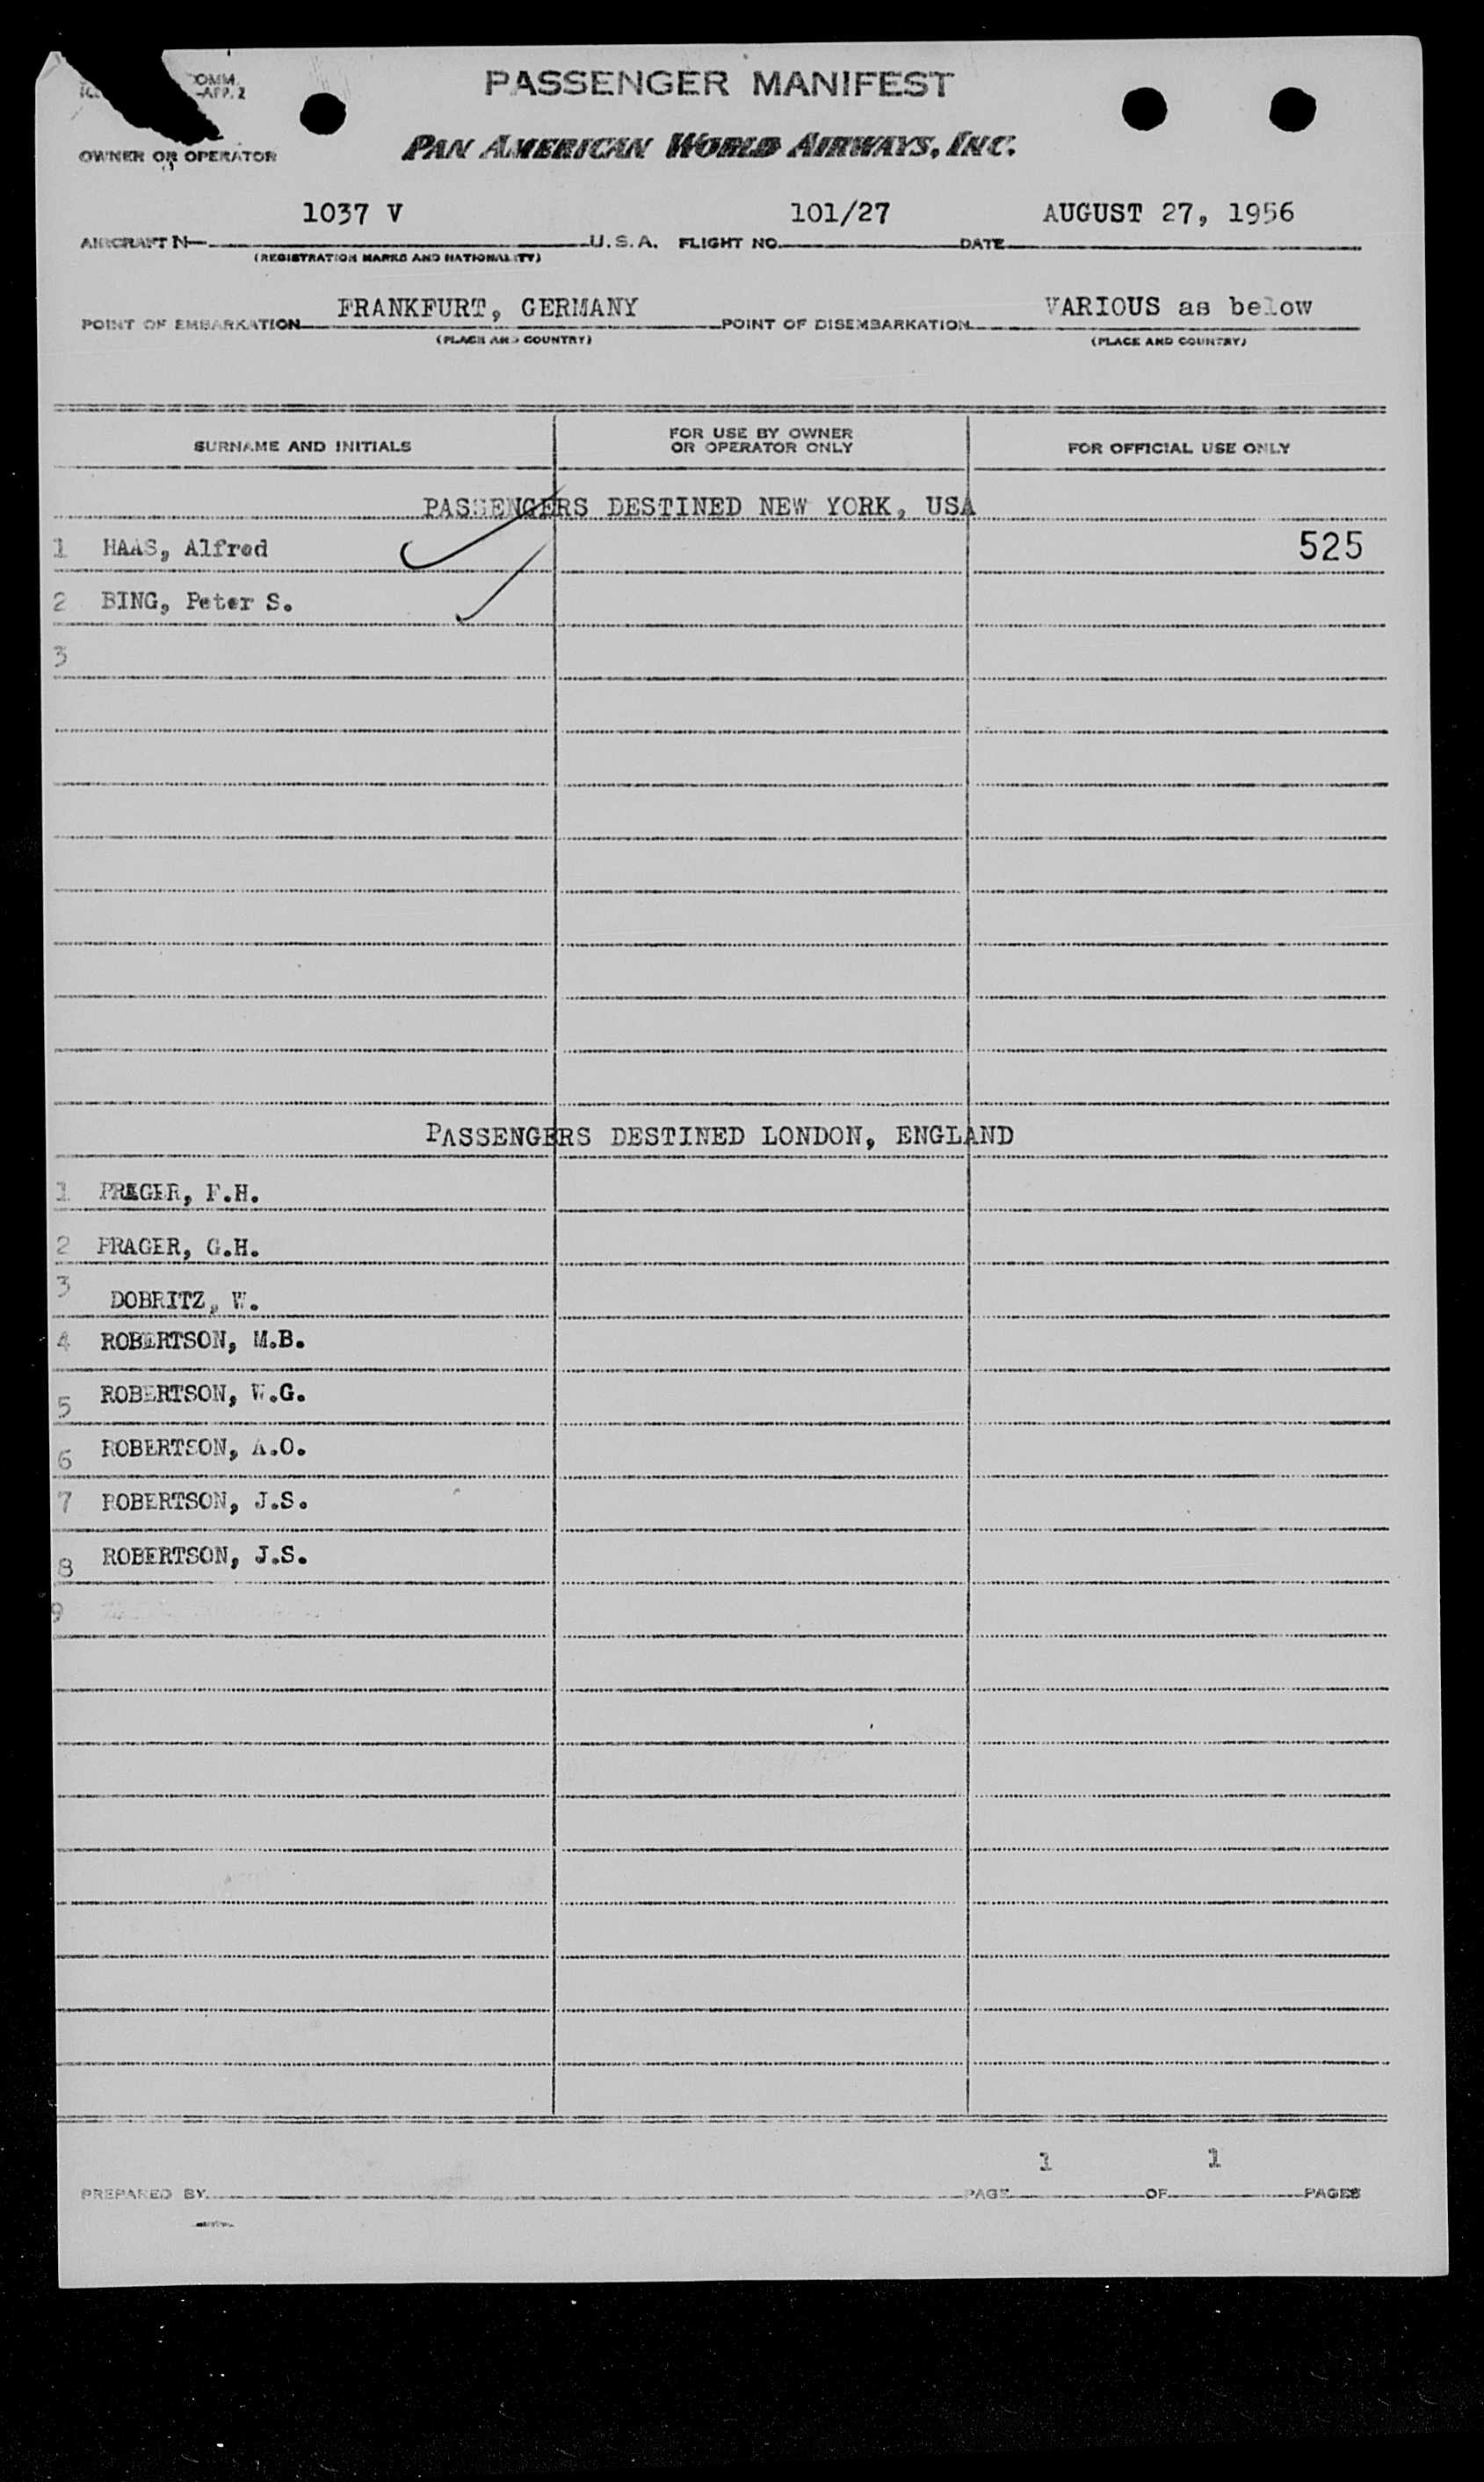 OMM.
-APP. 2
PASSENGER MANIFEST
OWNER OR OPERATOR
PAN AMERICAN WORLD AIRWAYS, INC.
1037 V 101/27 AUGUST 27, 1956
AIRCRAFT N U.S.A. FLIGHT NO. DATE
(REGISTRATION MARKS AND NATIONALITY)
FRANKFURT, GERMANY VARIOUS as below
POINT OF EMBARKATION POINT OF DISEMBARKATION
(PLACE AND COUNTRY) (PLACE AND COUNTRY)
SURNAME AND INITIALS FOR USE BY OWNER OR OPERATOR ONLY FOR OFFICIAL USE ONLY
PASSENGERS DESTINED NEW YORK, USA
1 HAAS, Alfred 525
2 BING, Peter S.
3
PASSENGERS DESTINED LONDON, ENGLAND
1 PRAGER, F.H.
2 PRAGER, G.H.
3 DOBRITZ, W.
4 ROBERTSON, M.B.
5 ROBERTSON, W.G.
6 ROBERTSON, A.O.
7 ROBERTSON, J.S.
8 ROBERTSON, J.S.
9
1 1
PREPARED BY PAGE OF PAGES